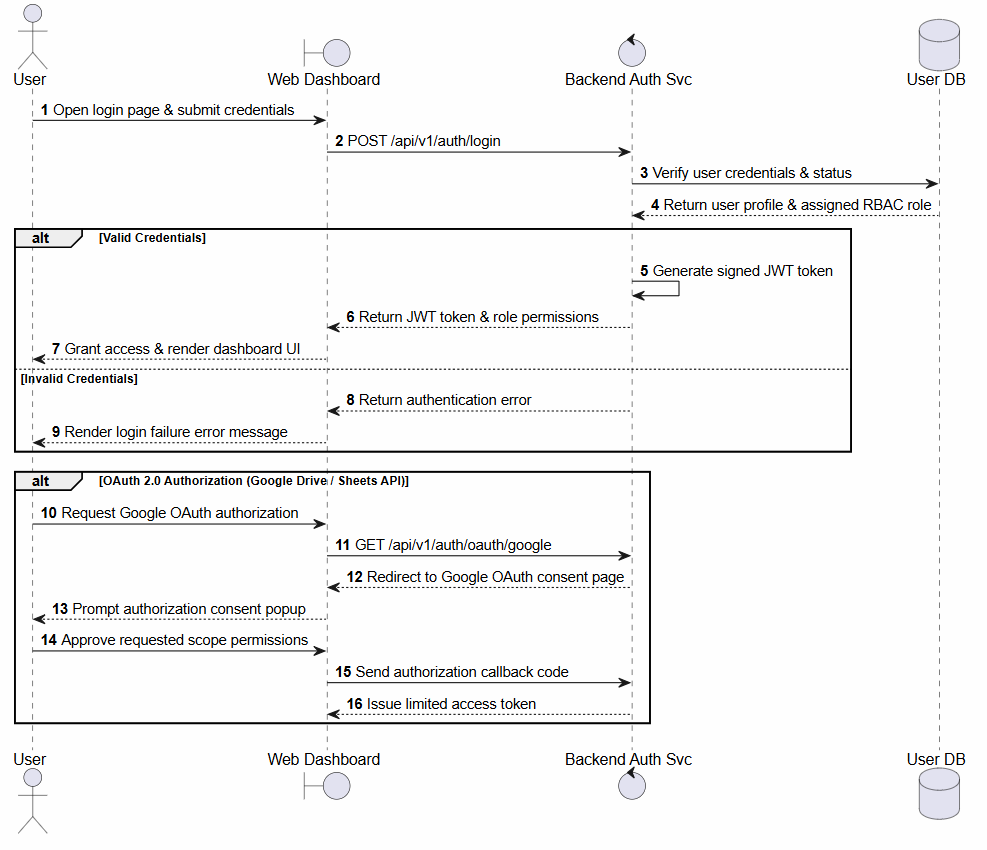 User
Web Dashboard
Backend Auth Svc
User DB
1 Open login page & submit credentials
2 POST /api/v1/auth/login
3 Verify user credentials & status
4 Return user profile & assigned RBAC role
alt [Valid Credentials]
5 Generate signed JWT token
6 Return JWT token & role permissions
7 Grant access & render dashboard UI
[Invalid Credentials]
8 Return authentication error
9 Render login failure error message
alt [OAuth 2.0 Authorization (Google Drive / Sheets API)]
10 Request Google OAuth authorization
11 GET /api/v1/auth/oauth/google
12 Redirect to Google OAuth consent page
13 Prompt authorization consent popup
14 Approve requested scope permissions
15 Send authorization callback code
16 Issue limited access token
User
Web Dashboard
Backend Auth Svc
User DB